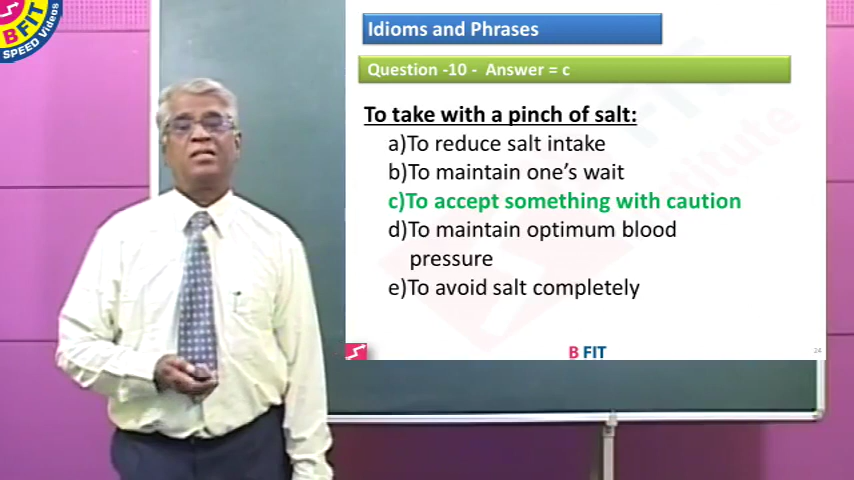 B FIT
SPEED Videos
Idioms and Phrases
Question -10 - Answer = c
To take with a pinch of salt:
a)To reduce salt intake
b)To maintain one's wait
c)To accept something with caution
d)To maintain optimum blood
pressure
e)To avoid salt completely
B FIT
24